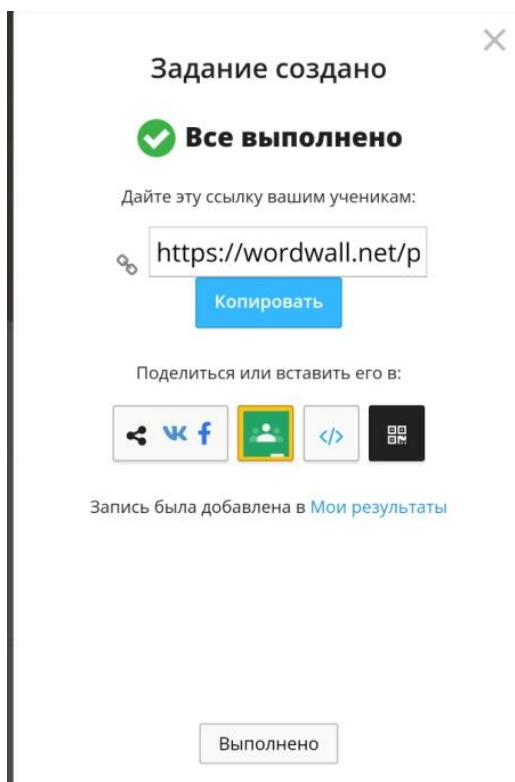 Задание создано
Все выполнено
Дайте эту ссылку вашим ученикам:
https://wordwall.net/p
Копировать
Поделиться или вставить его в:
</>
Запись была добавлена в Мои результаты
Выполнено